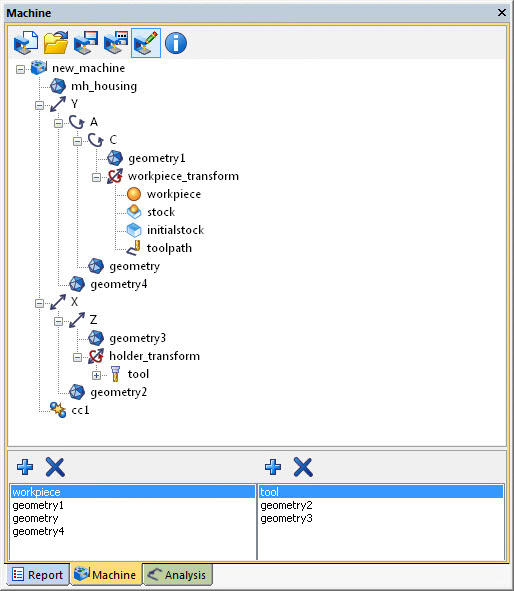 Machine
new_machine
mh_housing
Y
A
C
geometry1
workpiece_transform
workpiece
stock
initialstock
toolpath
geometry
geometry4
X
Z
geometry3
holder_transform
tool
geometry2
cc1
workpiece
geometry1
geometry
geometry4
tool
geometry2
geometry3
Report Machine Analysis